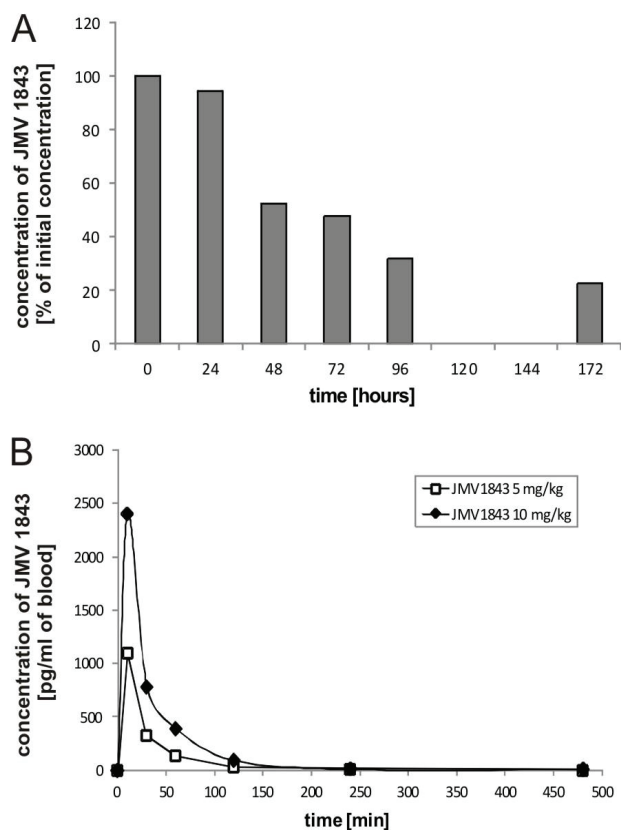 A
concentration of JMV 1843
[% of initial concentration]
120
100
80
60
40
20
0
0 24 48 72 96 120 144 172
time [hours]
B
concentration of JMV 1843
[pg/ml of blood]
3000
2500
2000
1500
1000
500
0
JMV1843 5 mg/kg
JMV1843 10 mg/kg
0 50 100 150 200 250 300 350 400 450 500
time [min]